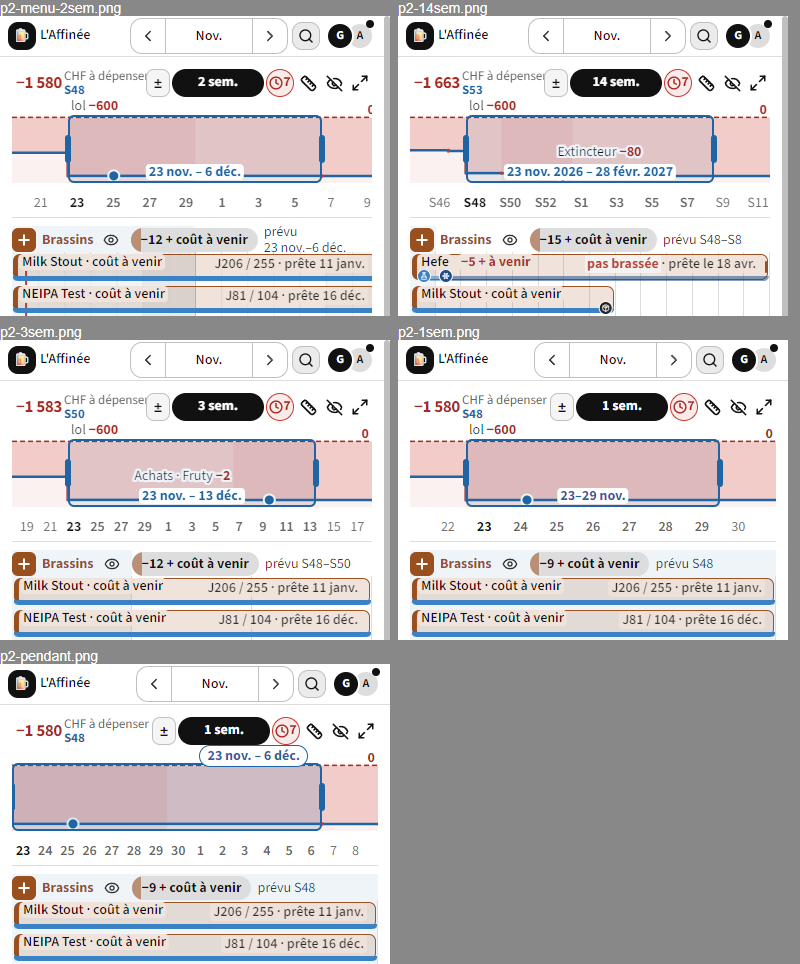 p2-menu-2sem.png
L'Affinée
Nov.
G A
−1 580 CHF à dépenser
S48
±
2 sem.
7
lol −600
0
23 nov. – 6 déc.
21 23 25 27 29 1 3 5 7 9
Brassins
−12 + coût à venir
prévu
23 nov.–6 déc.
Milk Stout · coût à venir
J206 / 255 · prête 11 janv.
NEIPA Test · coût à venir
J81 / 104 · prête 16 déc.
p2-14sem.png
L'Affinée
Nov.
G A
−1 663 CHF à dépenser
S53
±
14 sem.
7
lol −600
0
Extincteur −80
23 nov. 2026 – 28 févr. 2027
S46 S48 S50 S52 S1 S3 S5 S7 S9 S11
Brassins
−15 + coût à venir
prévu S48–S8
Hefe −5 + à venir
pas brassée · prête le 18 avr.
Milk Stout · coût à venir
p2-3sem.png
L'Affinée
Nov.
G A
−1 583 CHF à dépenser
S50
±
3 sem.
7
lol −600
0
Achats · Fruty −2
23 nov. – 13 déc.
19 21 23 25 27 29 1 3 5 7 9 11 13 15 17
Brassins
−12 + coût à venir
prévu S48–S50
Milk Stout · coût à venir
J206 / 255 · prête 11 janv.
NEIPA Test · coût à venir
J81 / 104 · prête 16 déc.
p2-1sem.png
L'Affinée
Nov.
G A
−1 580 CHF à dépenser
S48
±
1 sem.
7
lol −600
0
23–29 nov.
22 23 24 25 26 27 28 29 30
Brassins
−9 + coût à venir
prévu S48
Milk Stout · coût à venir
J206 / 255 · prête 11 janv.
NEIPA Test · coût à venir
J81 / 104 · prête 16 déc.
p2-pendant.png
L'Affinée
Nov.
G A
−1 580 CHF à dépenser
S48
±
1 sem.
7
23 nov. – 6 déc.
0
23 24 25 26 27 28 29 30 1 2 3 4 5 6 7 8
Brassins
−9 + coût à venir
prévu S48
Milk Stout · coût à venir
J206 / 255 · prête 11 janv.
NEIPA Test · coût à venir
J81 / 104 · prête 16 déc.